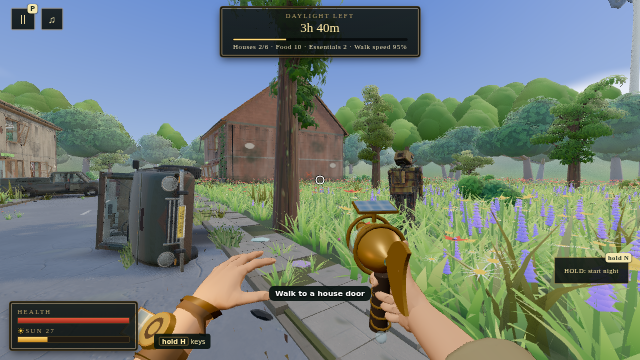 P
DAYLIGHT LEFT
3h 40m
Houses 2/6 · Food 10 · Essentials 2 · Walk speed 95%
hold N
HOLD: start night
Walk to a house door
HEALTH
SUN 27
hold H keys